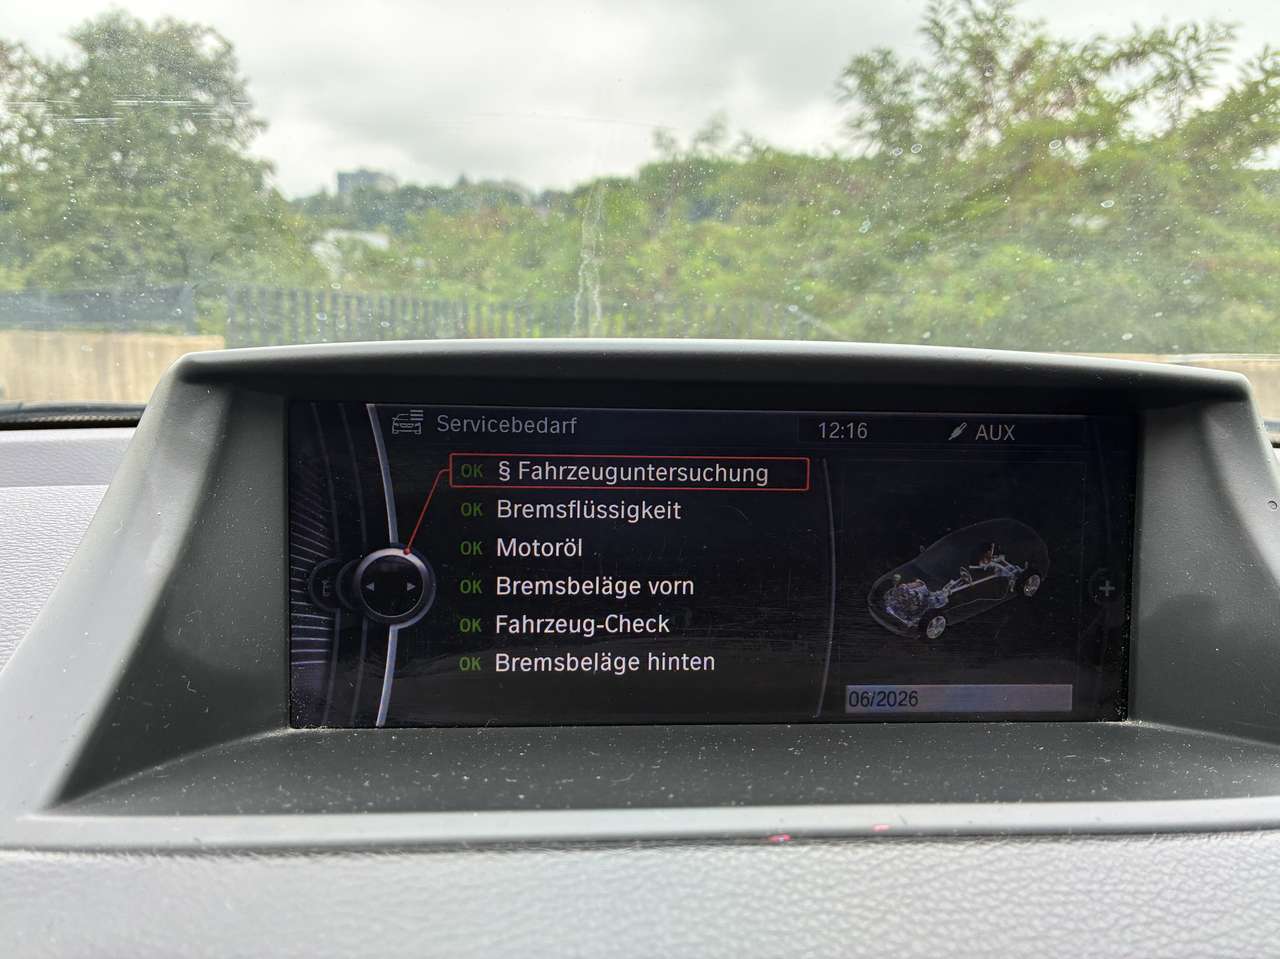 Servicebedarf
12:16
AUX
OK § Fahrzeuguntersuchung
OK Bremsflüssigkeit
OK Motoröl
OK Bremsbeläge vorn
OK Fahrzeug-Check
OK Bremsbeläge hinten
06/2026